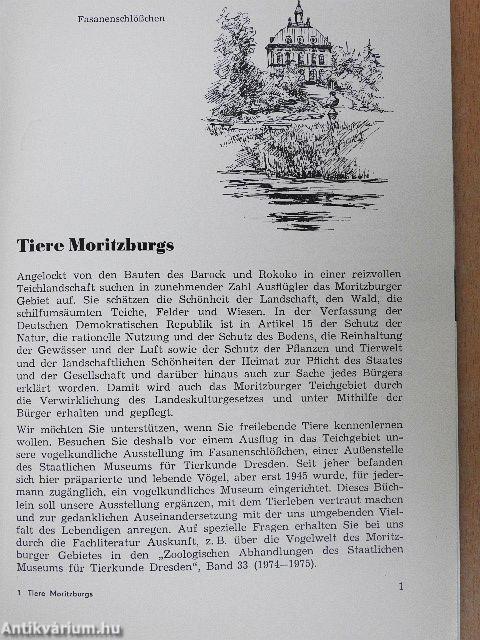 Fasanenschlößchen
Tiere Moritzburgs
Angelockt von den Bauten des Barock und Rokoko in einer reizvollen
Teichlandschaft suchen in zunehmender Zahl Ausflügler das Moritzburger
Gebiet auf. Sie schätzen die Schönheit der Landschaft, den Wald, die
schilfumsäumten Teiche, Felder und Wiesen. In der Verfassung der
Deutschen Demokratischen Republik ist in Artikel 15 der Schutz der
Natur, die rationelle Nutzung und der Schutz des Bodens, die Reinhaltung
der Gewässer und der Luft sowie der Schutz der Pflanzen und Tierwelt
und der landschaftlichen Schönheiten der Heimat zur Pflicht des Staates
und der Gesellschaft und darüber hinaus auch zur Sache jedes Bürgers
erklärt worden. Damit wird auch das Moritzburger Teichgebiet durch
die Verwirklichung des Landeskulturgesetzes und unter Mithilfe der
Bürger erhalten und gepflegt.
Wir möchten Sie unterstützen, wenn Sie freilebende Tiere kennenlernen
wollen. Besuchen Sie deshalb vor einem Ausflug in das Teichgebiet un-
sere vogelkundliche Ausstellung im Fasanenschlößchen, einer Außenstelle
des Staatlichen Museums für Tierkunde Dresden. Seit jeher befanden
sich hier präparierte und lebende Vögel, aber erst 1945 wurde, für jeder-
mann zugänglich, ein vogelkundliches Museum eingerichtet. Dieses Büch-
lein soll unsere Ausstellung ergänzen, mit dem Tierleben vertraut machen
und zur gedanklichen Auseinandersetzung mit der uns umgebenden Viel-
falt des Lebendigen anregen. Auf spezielle Fragen erhalten Sie bei uns
durch die Fachliteratur Auskunft, z. B. über die Vogelwelt des Moritz-
burger Gebietes in den „Zoologischen Abhandlungen des Staatlichen
Museums für Tierkunde Dresden", Band 33 (1974—1975).
1 Tiere Moritzburgs
1
© Antikvárium.hu